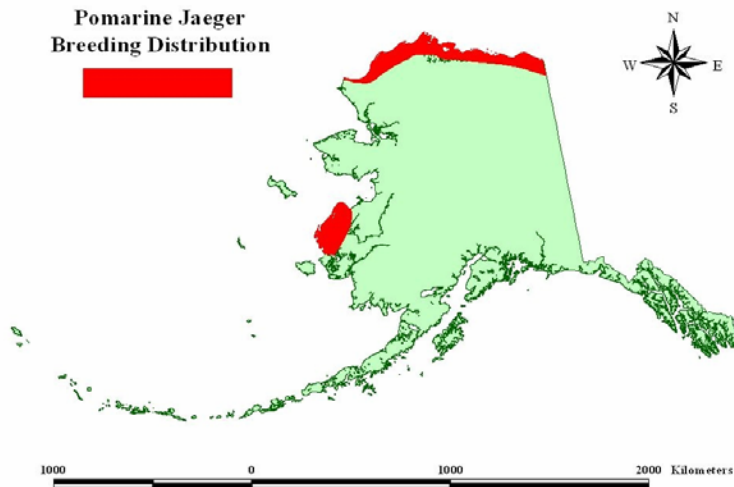 Pomarine Jaeger
Breeding Distribution
N
W E
S
1000 0 1000 2000 Kilometers